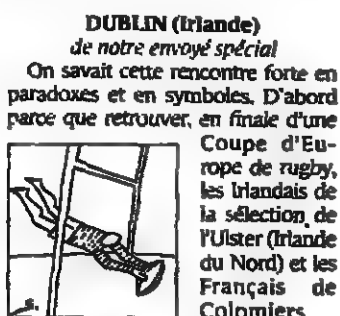 DUBLIN (Irlande)
de notre envoyé spécial
On savait cette rencontre forte en
paradoxes et en symboles. D'abord
parce que retrouver, en finale d'une
Coupe d'Eu-
rope de rugby,
les Irlandais de
la sélection de
l'Ulster (Irlande
du Nord) et les
Français de
Colomiers